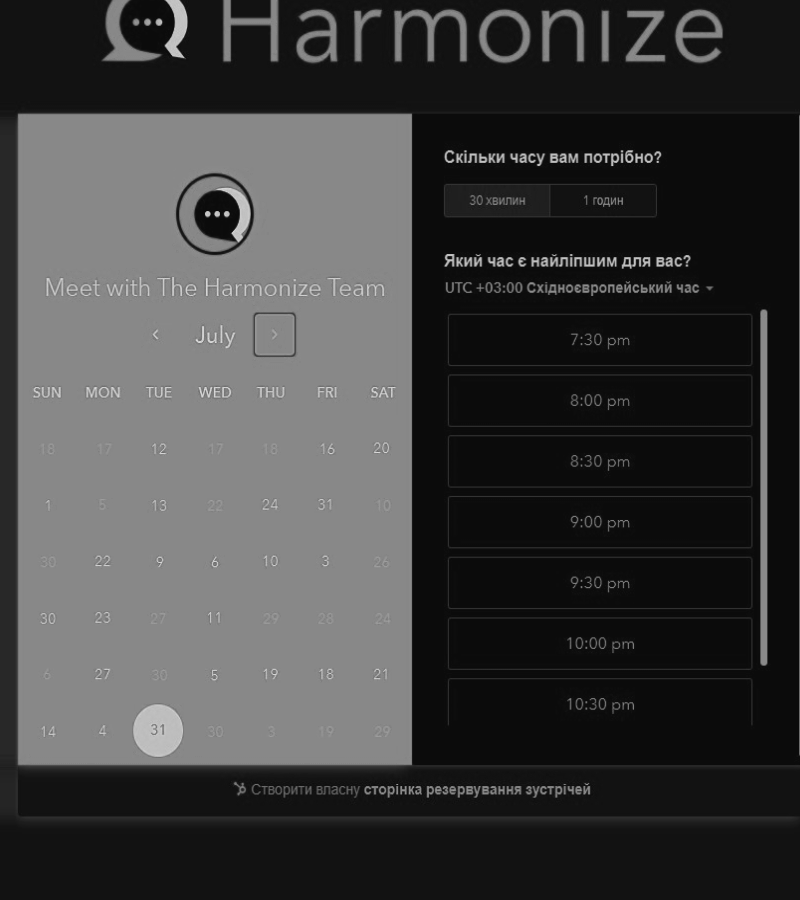 Harmonize
Meet with The Harmonize Team
July
SUN MON TUE WED THU FRI SAT
18 17 12 17 18 16 20
1 5 13 22 24 31 10
30 22 9 6 10 3 26
30 23 27 11 29 28 24
6 27 30 5 19 18 21
14 4 31 30 3 19 29
Скільки часу вам потрібно?
30 хвилин 1 годин
Який час є найліпшим для вас?
UTC +03:00 Східноєвропейський час
7:30 pm
8:00 pm
8:30 pm
9:00 pm
9:30 pm
10:00 pm
10:30 pm
Створити власну сторінка резервування зустрічей